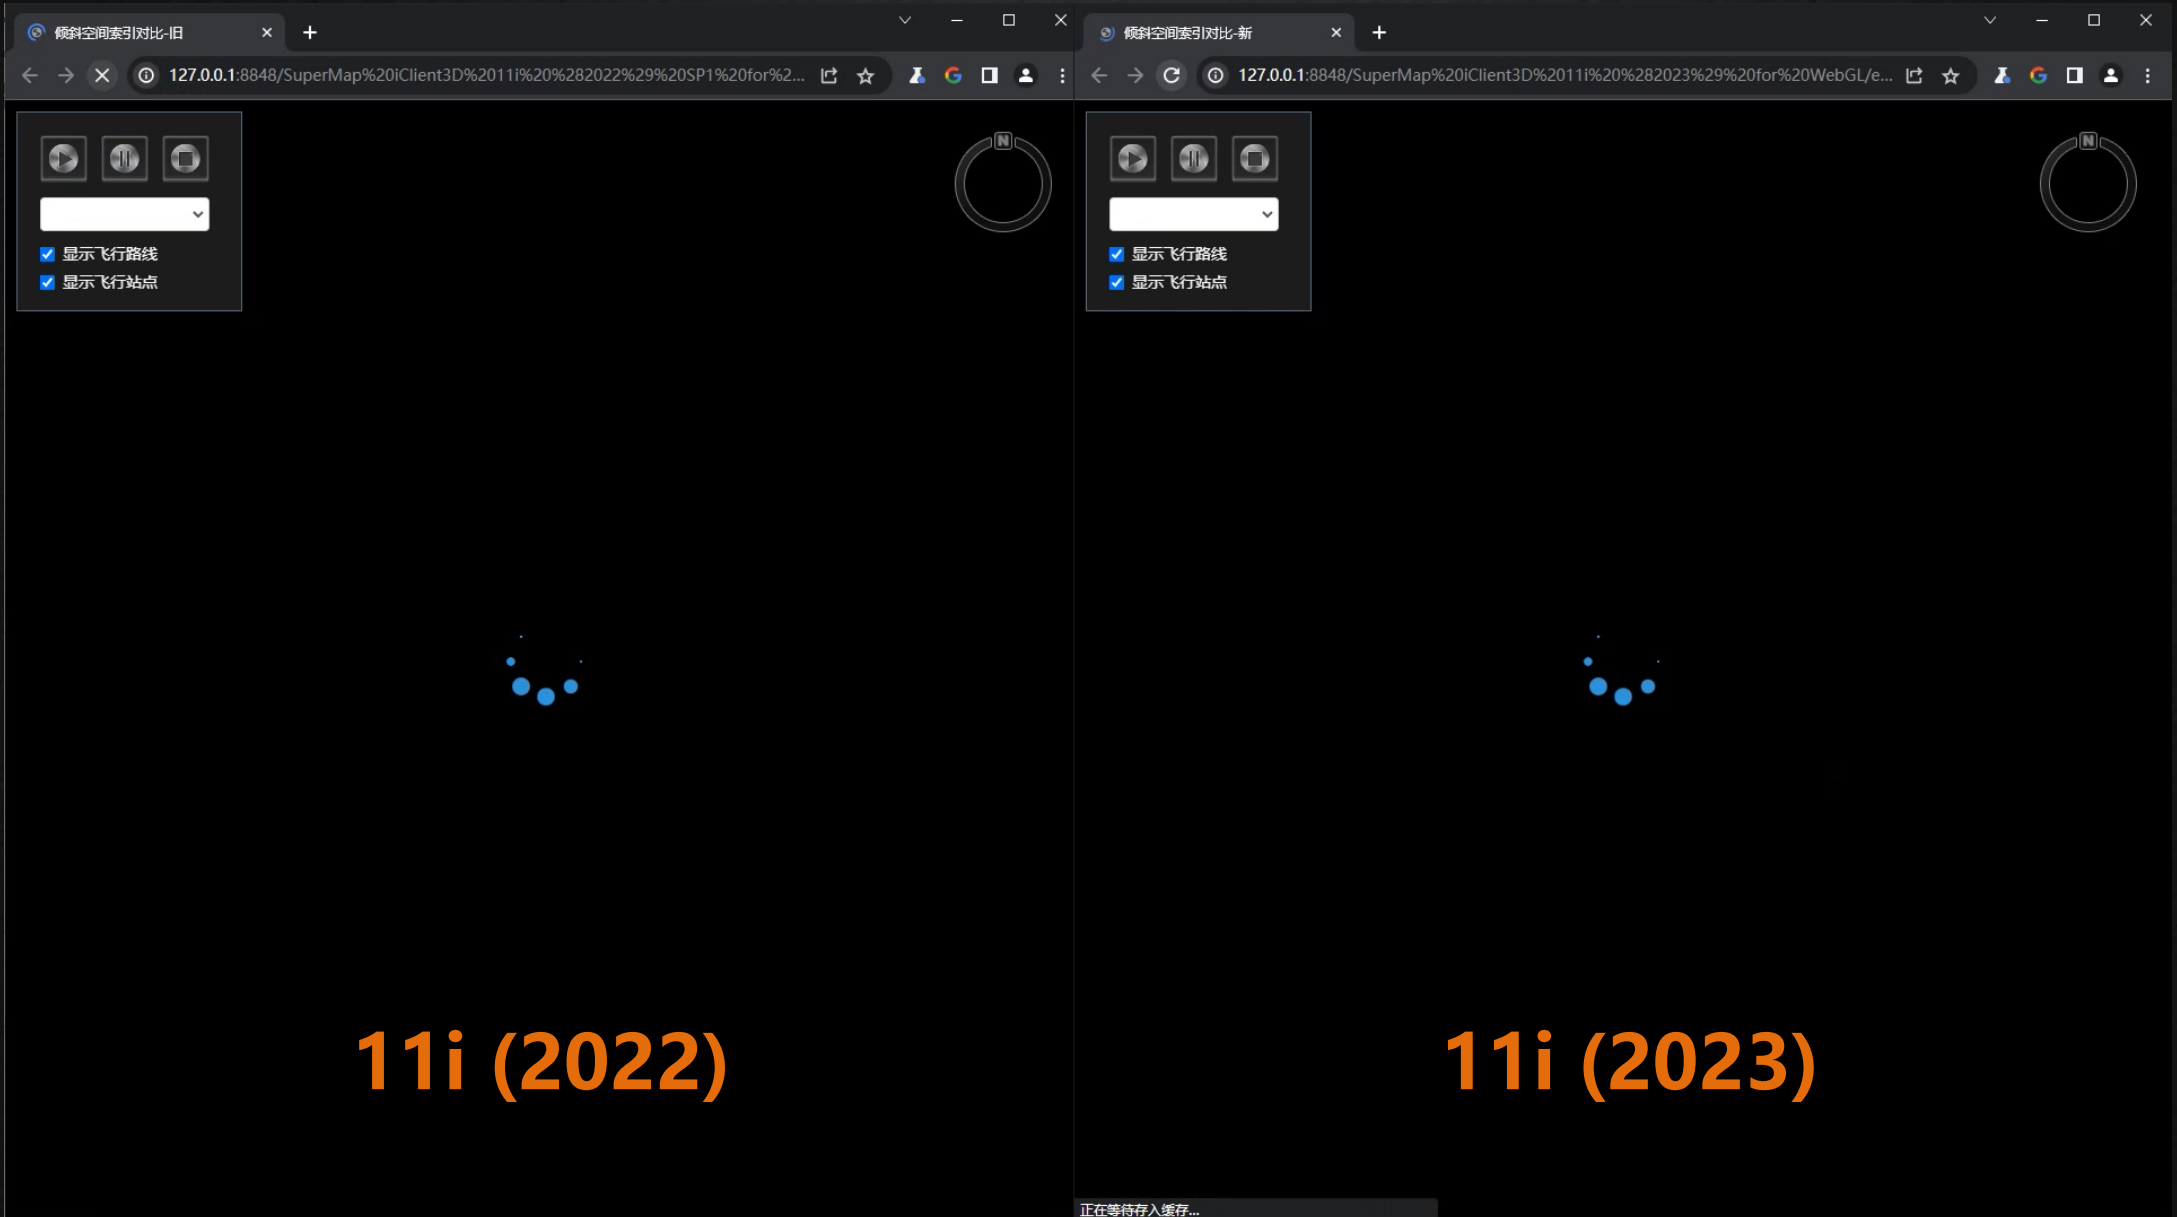 倾斜空间索引对比-旧
127.0.0.1:8848/SuperMap%20iClient3D%2011i%20%282022%29%20SP1%20for%2...
N
显示飞行路线
显示飞行站点
11i (2022)
倾斜空间索引对比-新
127.0.0.1:8848/SuperMap%20iClient3D%2011i%20%282023%29%20for%20WebGL/e...
N
显示飞行路线
显示飞行站点
11i (2023)
正在等待存入缓存...